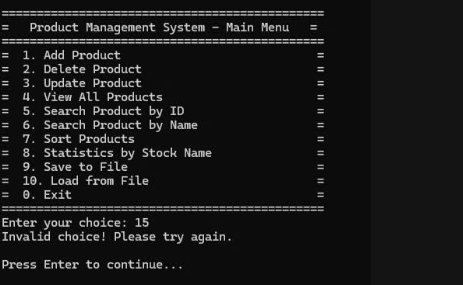 ==============================================
=   Product Management System – Main Menu   =
==============================================
=  1. Add Product                            =
=  2. Delete Product                         =
=  3. Update Product                         =
=  4. View All Products                      =
=  5. Search Product by ID                   =
=  6. Search Product by Name                 =
=  7. Sort Products                          =
=  8. Statistics by Stock Name               =
=  9. Save to File                           =
=  10. Load from File                        =
=  0. Exit                                   =
==============================================
Enter your choice: 15
Invalid choice! Please try again.
Press Enter to continue...